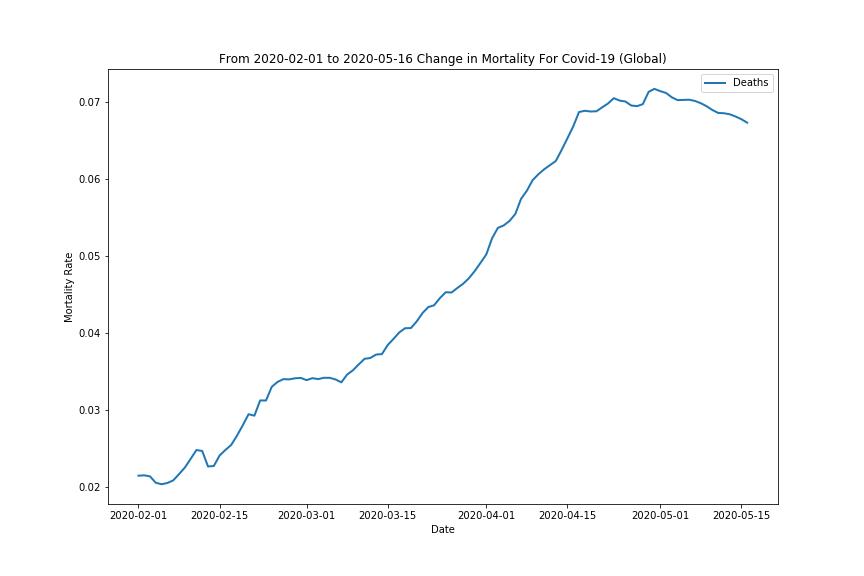 From 2020-02-01 to 2020-05-16 Change in Mortality For Covid-19 (Global)
Deaths
0.07
0.06
0.05
0.04
0.03
0.02
Mortality Rate
2020-02-01 2020-02-15 2020-03-01 2020-03-15 2020-04-01 2020-04-15 2020-05-01 2020-05-15
Date